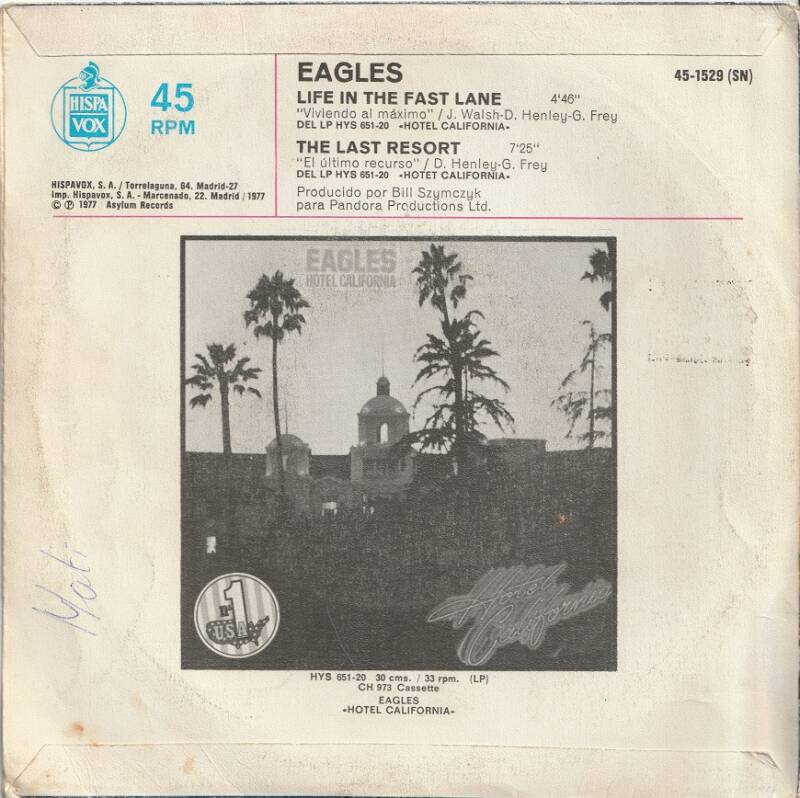 HISPA
VOX
45
RPM
HISPAVOX, S. A. / Torrelaguna, 64. Madrid-27
Imp. Hispavox, S. A. - Marcenado, 22. Madrid / 1977
© ℗ 1977 Asylum Records
EAGLES
45-1529 (SN)
LIFE IN THE FAST LANE 4'46"
"Viviendo al máximo" / J. Walsh-D. Henley-G. Frey
DEL LP HYS 651-20 «HOTEL CALIFORNIA»
THE LAST RESORT 7'25"
"El último recurso" / D. Henley-G. Frey
DEL LP HYS 651-20 «HOTET CALIFORNIA»
Producido por Bill Szymczyk
para Pandora Productions Ltd.
EAGLES
HOTEL CALIFORNIA
nº1
U.S.A.
Hotel
California
HYS 651-20 30 cms. / 33 rpm. (LP)
CH 973 Cassette
EAGLES
«HOTEL CALIFORNIA»